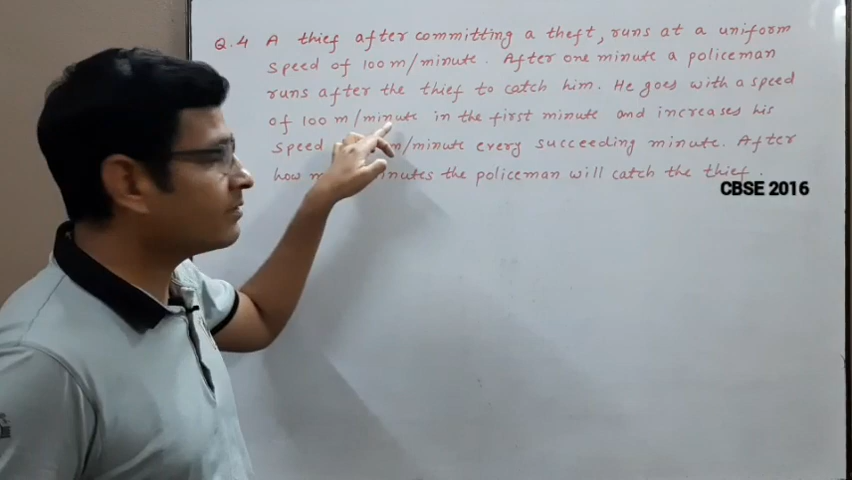 Q.4 A thief after committing a theft, runs at a uniform
speed of 100 m/minute. After one minute a policeman
runs after the thief to catch him. He goes with a speed
of 100 m/minute in the first minute and increases his
speed m/minute every succeeding minute. After
how minutes the policeman will catch the thief.
CBSE 2016